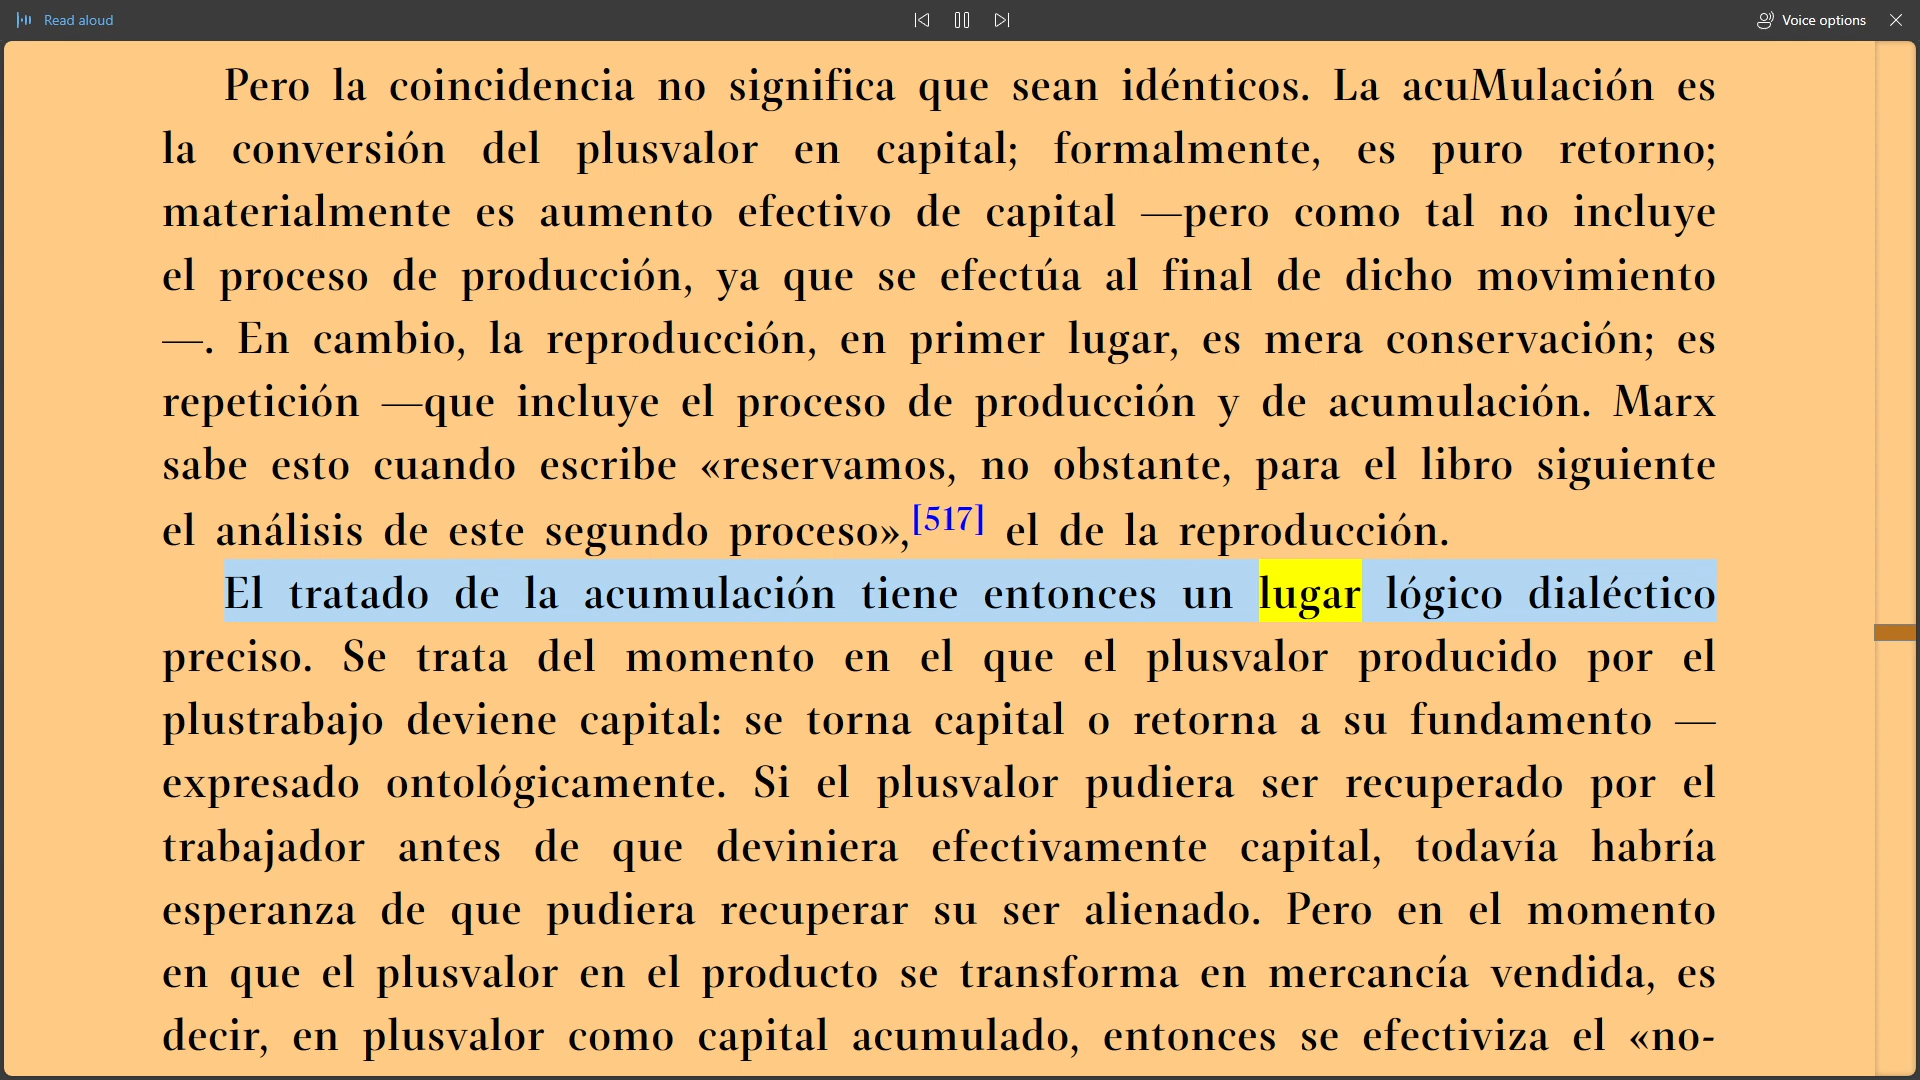 Read aloud
Voice options
Pero la coincidencia no significa que sean idénticos. La acuMulación es
la conversión del plusvalor en capital; formalmente, es puro retorno;
materialmente es aumento efectivo de capital —pero como tal no incluye
el proceso de producción, ya que se efectúa al final de dicho movimiento
—. En cambio, la reproducción, en primer lugar, es mera conservación; es
repetición —que incluye el proceso de producción y de acumulación. Marx
sabe esto cuando escribe «reservamos, no obstante, para el libro siguiente
el análisis de este segundo proceso»,[517] el de la reproducción.
El tratado de la acumulación tiene entonces un lugar lógico dialéctico
preciso. Se trata del momento en el que el plusvalor producido por el
plustrabajo deviene capital: se torna capital o retorna a su fundamento —
expresado ontológicamente. Si el plusvalor pudiera ser recuperado por el
trabajador antes de que deviniera efectivamente capital, todavía habría
esperanza de que pudiera recuperar su ser alienado. Pero en el momento
en que el plusvalor en el producto se transforma en mercancía vendida, es
decir, en plusvalor como capital acumulado, entonces se efectiviza el «no-